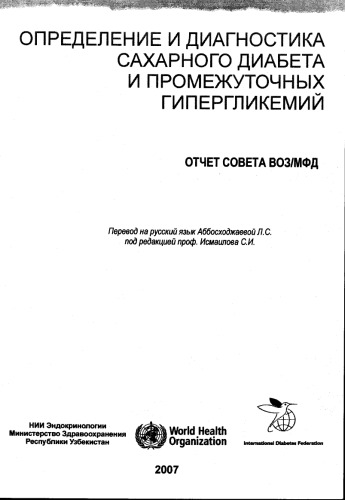 ОПРЕДЕЛЕНИЕ И ДИАГНОСТИКА
САХАРНОГО ДИАБЕТА
И ПРОМЕЖУТОЧНЫХ
ГИПЕРГЛИКЕМИЙ
ОТЧЕТ СОВЕТА ВОЗ/МФД
Перевод на русский язык Аббосходжаевой Л.С.
под редакцией проф. Исмаилова С.И.
НИИ Эндокринологии
Министерство Здравоохранения
Республики Узбекистан
World Health
Organization
International Diabetes Federation
2007